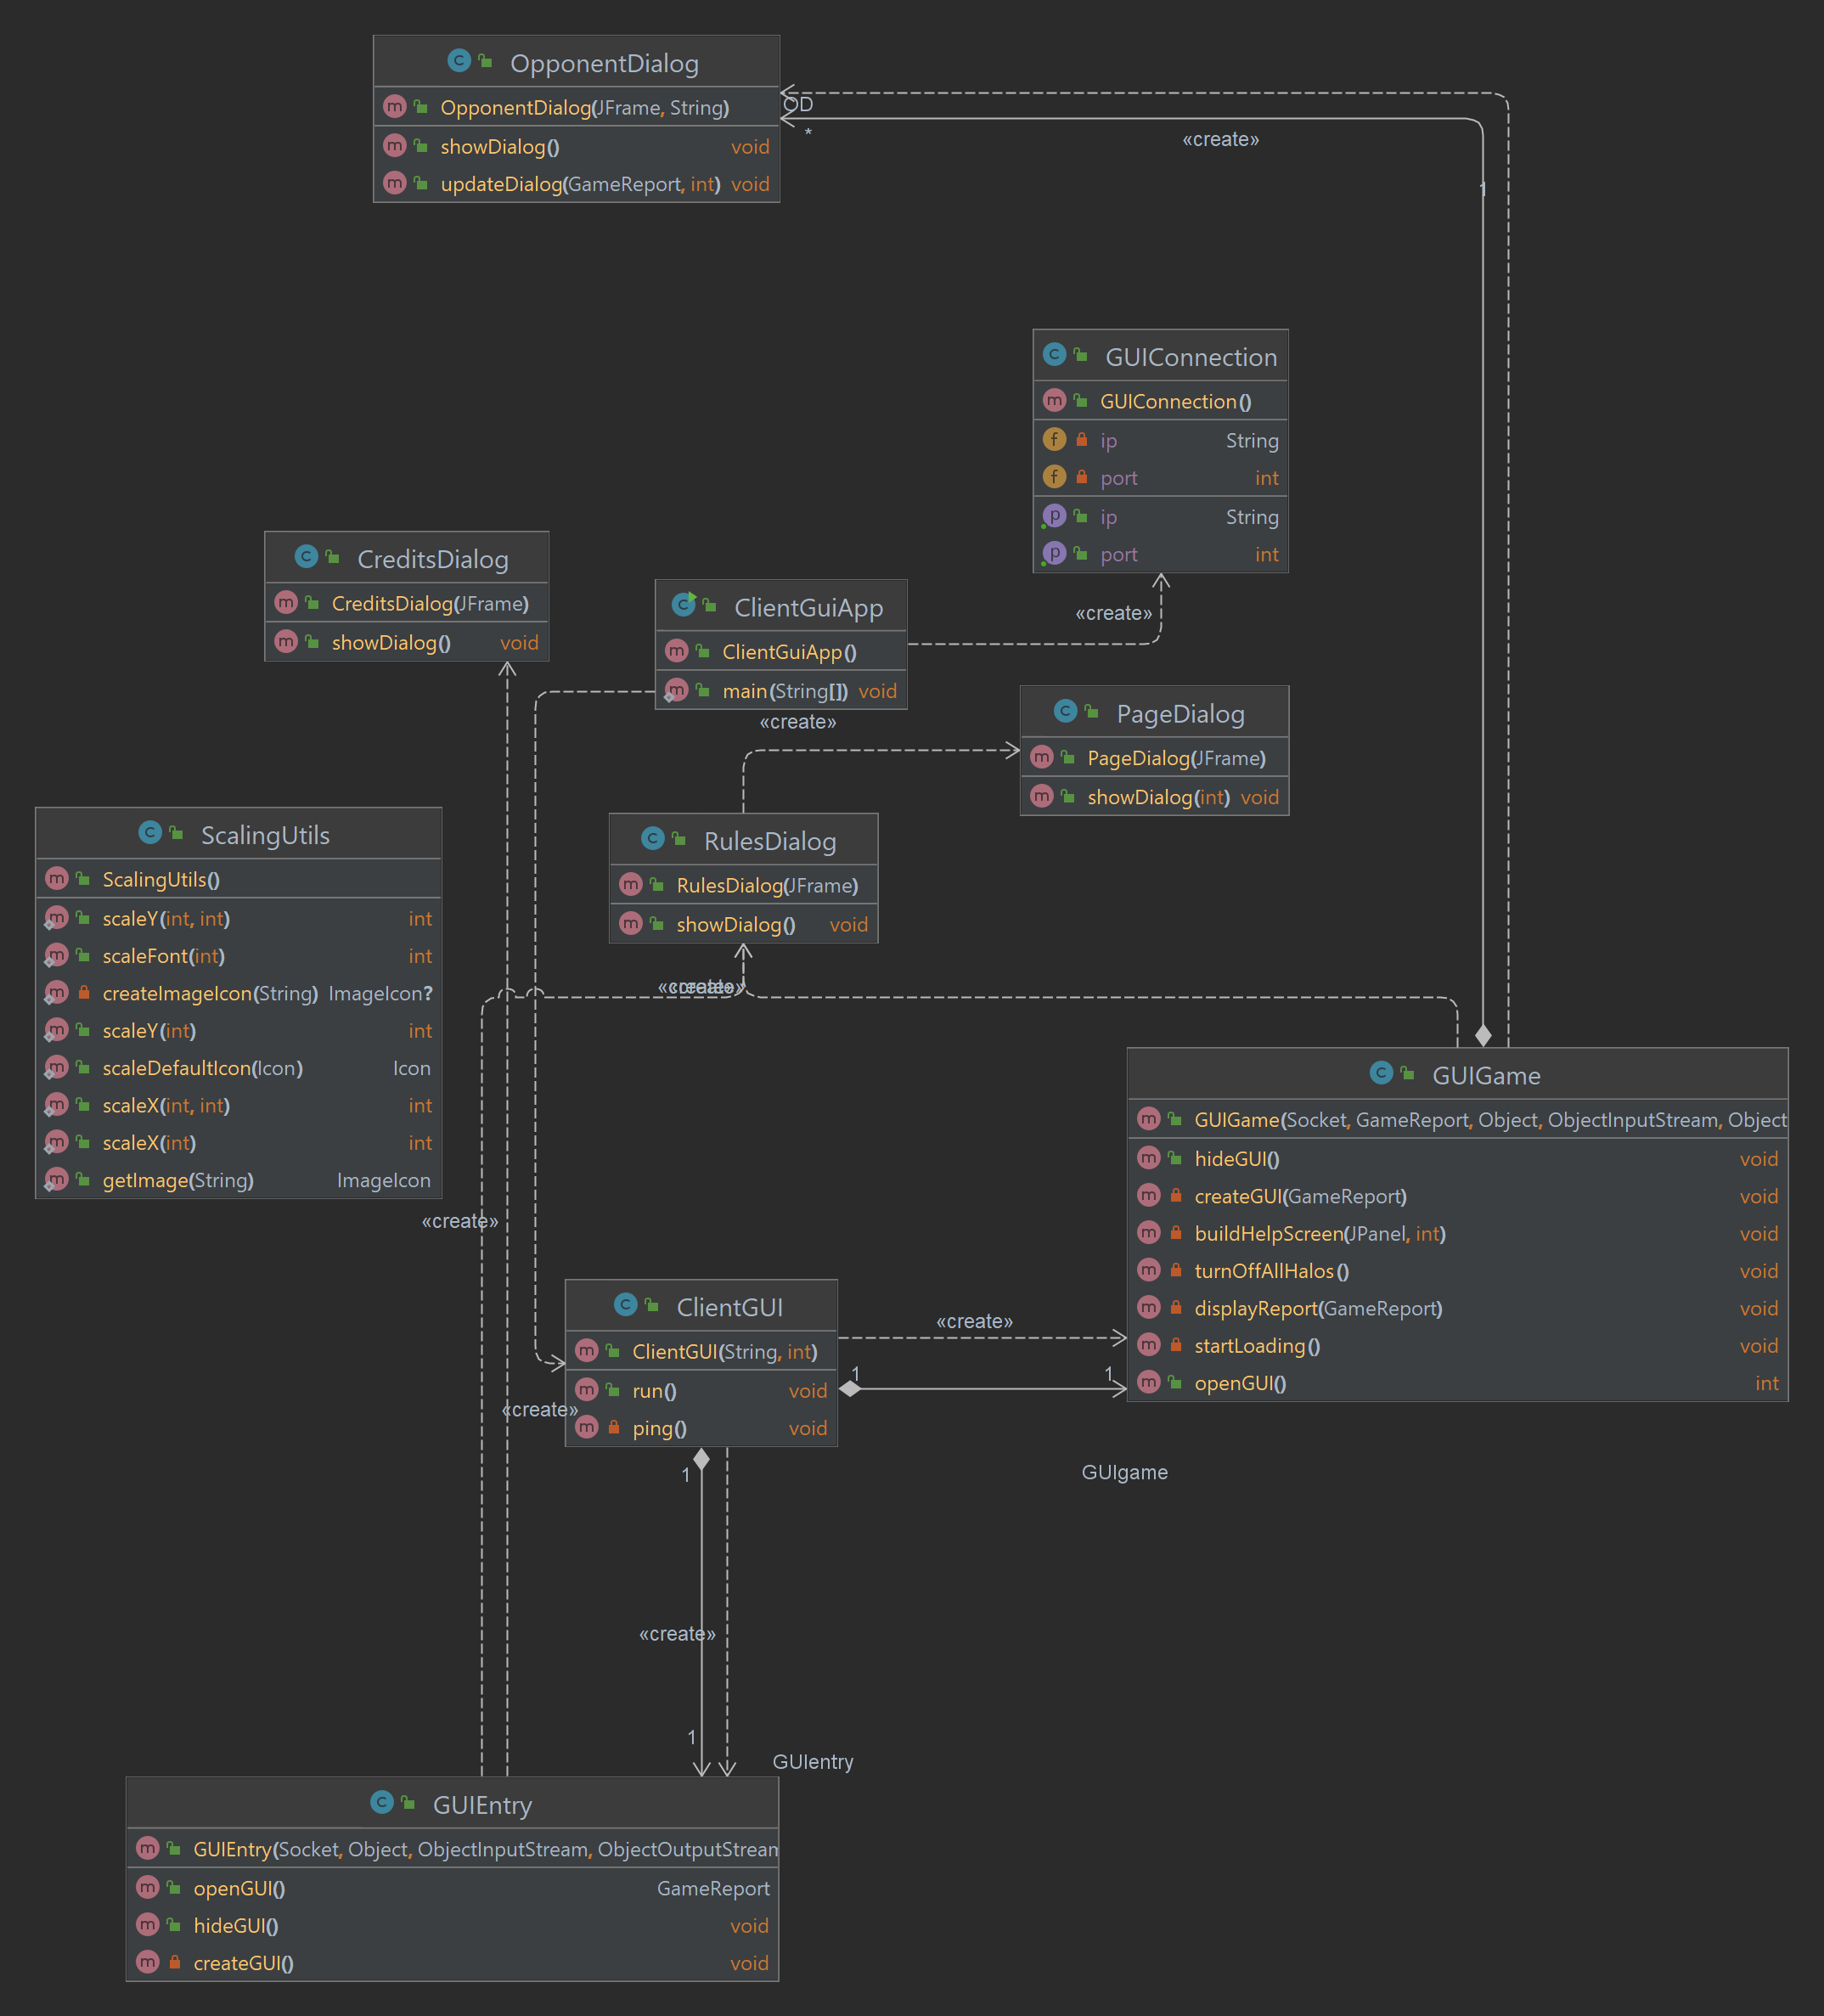 OpponentDialog
OpponentDialog(JFrame, String)
showDialog() void
updateDialog(GameReport, int) void
OD
*
«create»
1
GUIConnection
GUIConnection()
ip String
port int
ip String
port int
«create»
CreditsDialog
CreditsDialog(JFrame)
showDialog() void
ClientGuiApp
ClientGuiApp()
main(String[]) void
«create»
PageDialog
PageDialog(JFrame)
showDialog(int) void
RulesDialog
RulesDialog(JFrame)
showDialog() void
«create»
«create»
ScalingUtils
ScalingUtils()
scaleY(int, int) int
scaleFont(int) int
createImageIcon(String) ImageIcon?
scaleY(int) int
scaleDefaultIcon(Icon) Icon
scaleX(int, int) int
scaleX(int) int
getImage(String) ImageIcon
«create»
GUIGame
GUIGame(Socket, GameReport, Object, ObjectInputStream, Object
hideGUI() void
createGUI(GameReport) void
buildHelpScreen(JPanel, int) void
turnOffAllHalos() void
displayReport(GameReport) void
startLoading() void
openGUI() int
ClientGUI
ClientGUI(String, int)
run() void
ping() void
«create»
1
1
«create»
GUIgame
1
«create»
1
GUIentry
GUIEntry
GUIEntry(Socket, Object, ObjectInputStream, ObjectOutputStream
openGUI() GameReport
hideGUI() void
createGUI() void